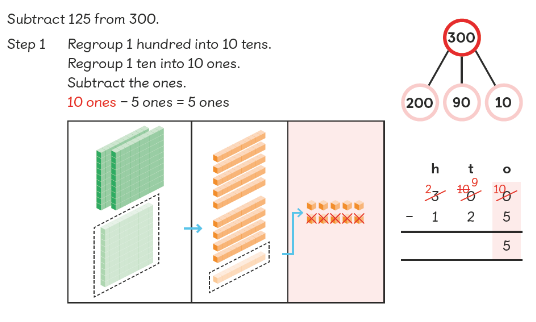 Subtract 125 from 300.
Step 1 Regroup 1 hundred into 10 tens.
Regroup 1 ten into 10 ones.
Subtract the ones.
10 ones − 5 ones = 5 ones
300
200 90 10
h t o
2 10 9 10
3 0 0
− 1 2 5
5